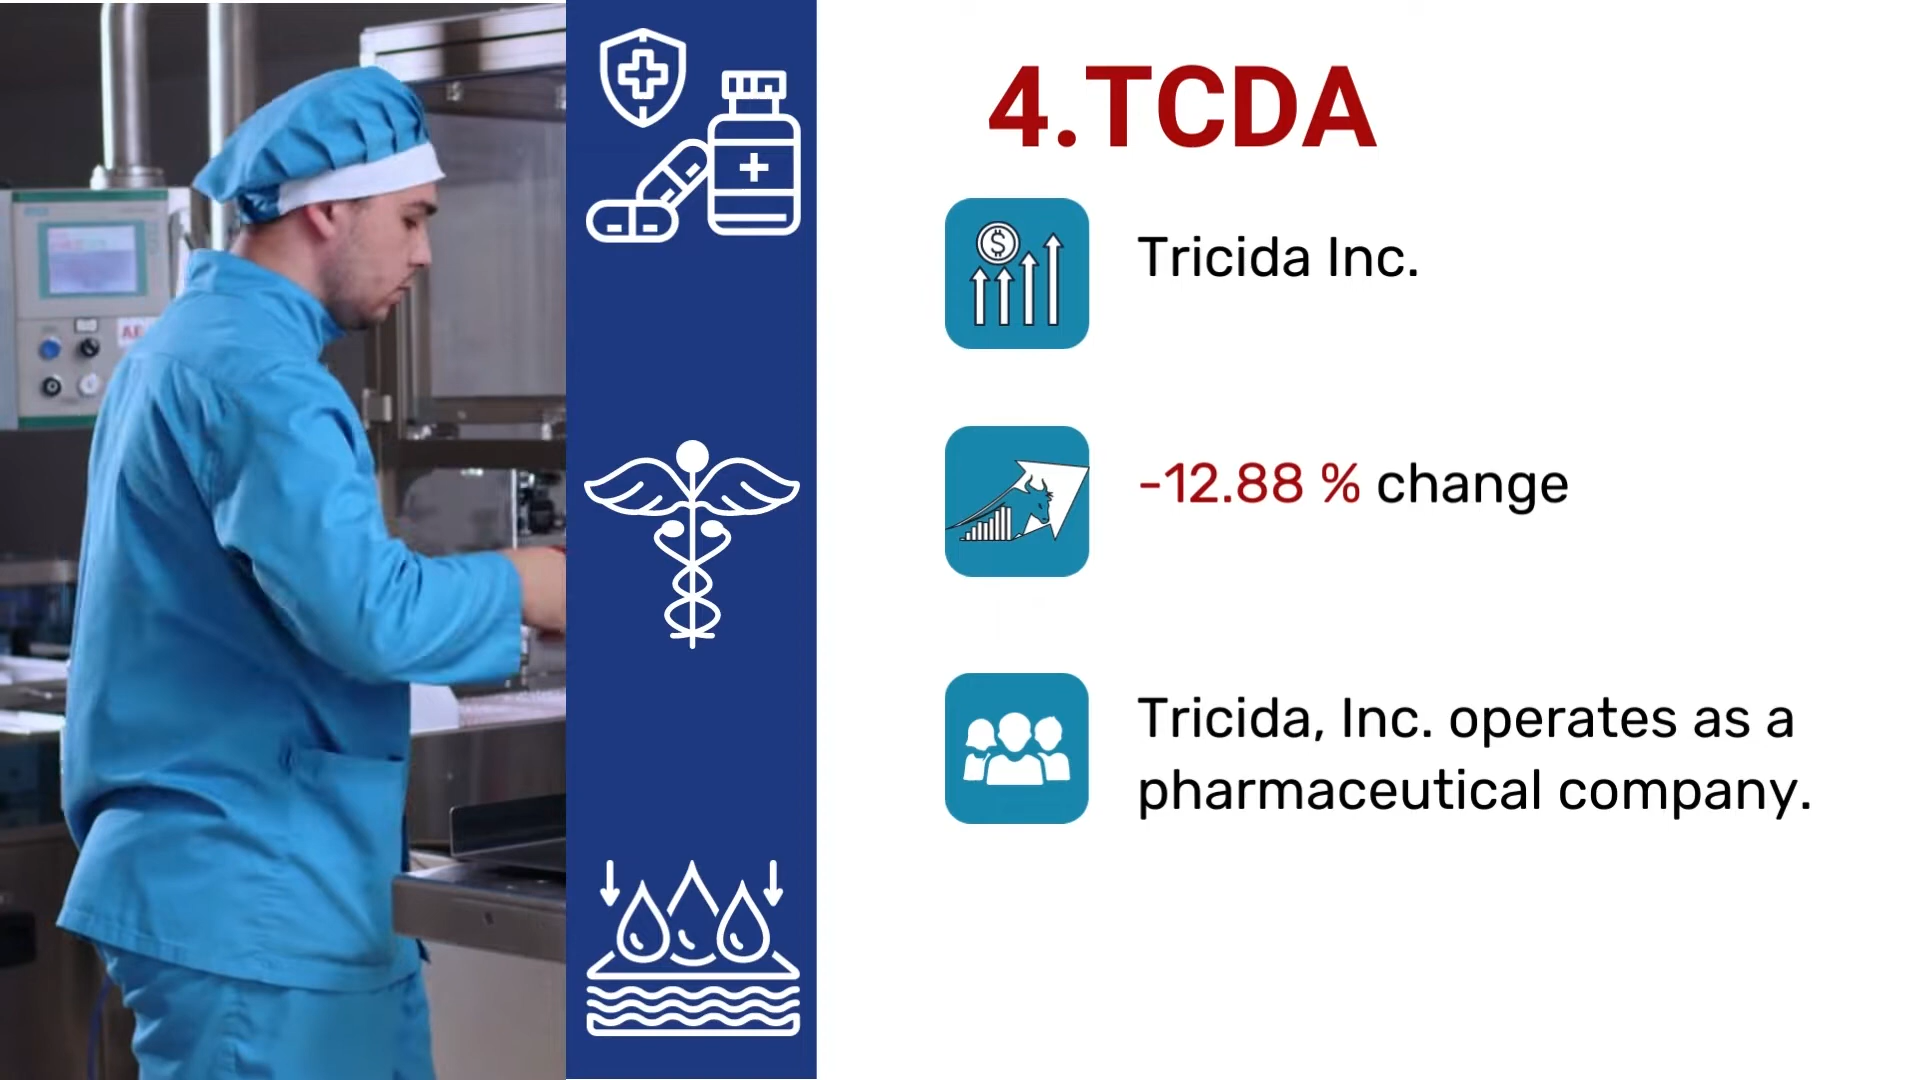 4.TCDA
Tricida Inc.
-12.88 % change
Tricida, Inc. operates as a
pharmaceutical company.